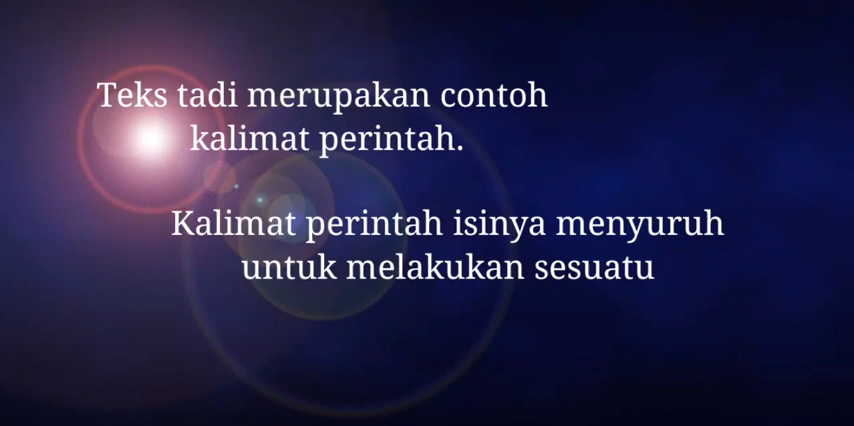 Teks tadi merupakan contoh
kalimat perintah.
Kalimat perintah isinya menyuruh
untuk melakukan sesuatu